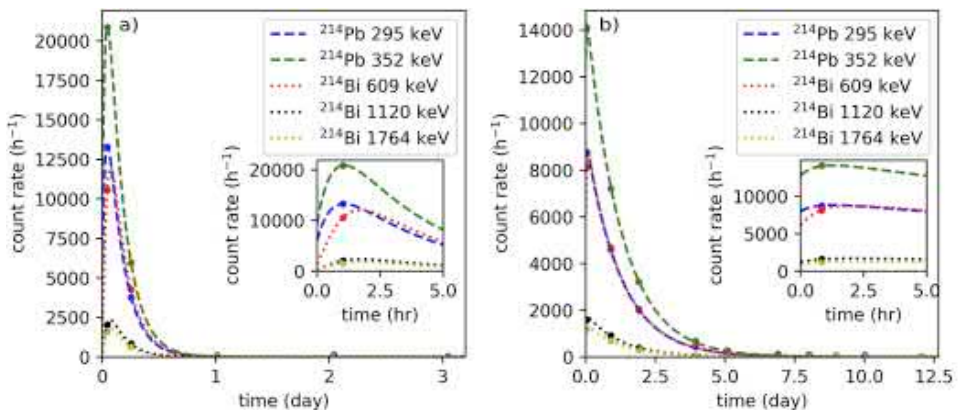 a)
count rate (h⁻¹)
20000
17500
15000
12500
10000
7500
5000
2500
0
²¹⁴Pb 295 keV
²¹⁴Pb 352 keV
²¹⁴Bi 609 keV
²¹⁴Bi 1120 keV
²¹⁴Bi 1764 keV
count rate (h⁻¹)
20000
10000
0
0.0 2.5 5.0
time (hr)
0 1 2 3
time (day)
b)
count rate (h⁻¹)
14000
12000
10000
8000
6000
4000
2000
0
²¹⁴Pb 295 keV
²¹⁴Pb 352 keV
²¹⁴Bi 609 keV
²¹⁴Bi 1120 keV
²¹⁴Bi 1764 keV
count rate (h⁻¹)
10000
5000
0
0.0 2.5 5.0
time (hr)
0.0 2.5 5.0 7.5 10.0 12.5
time (day)